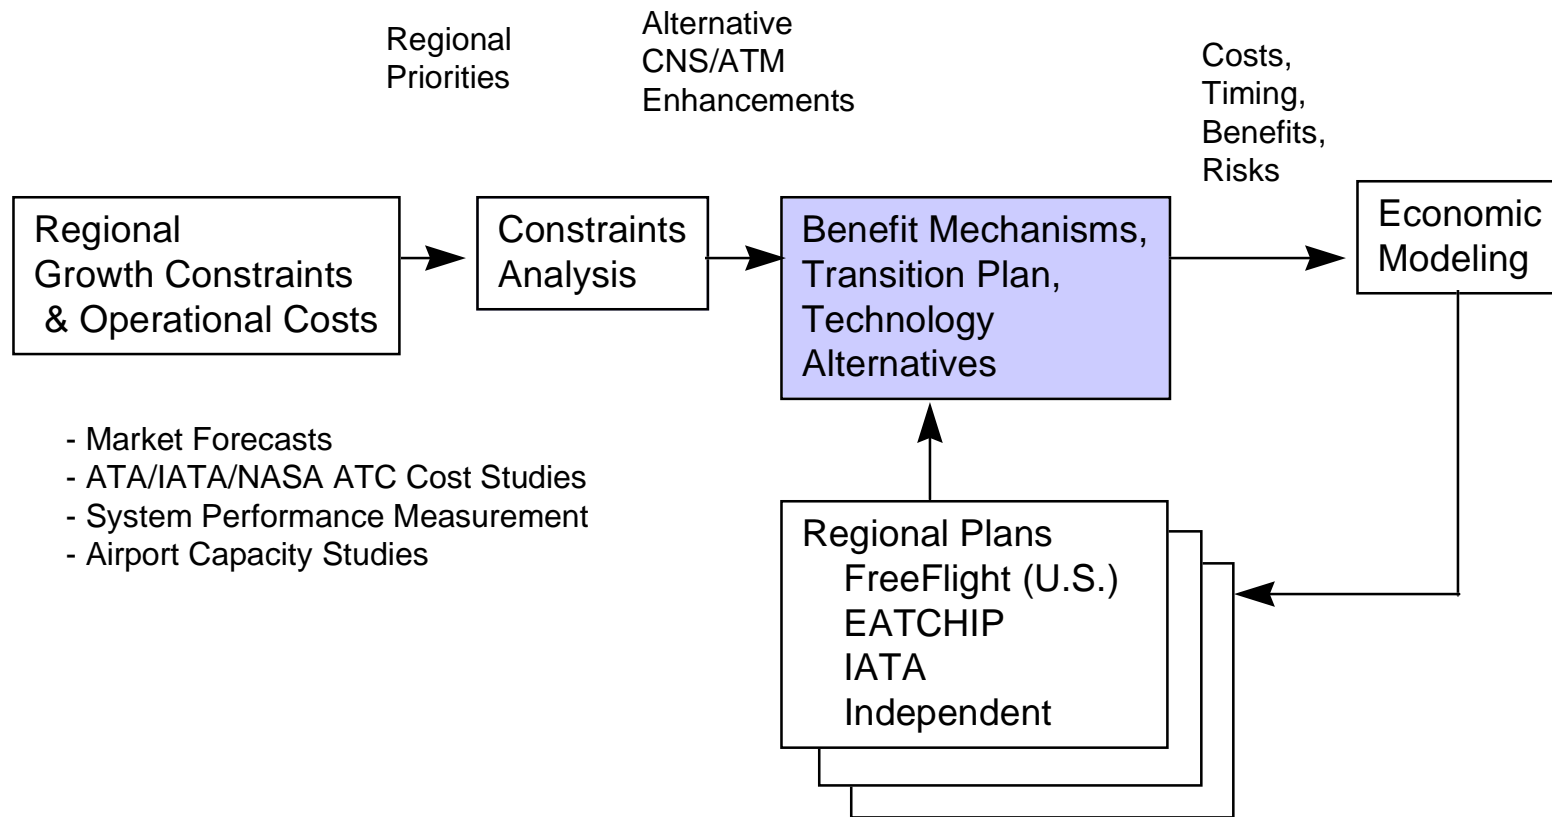 Regional
Priorities
Alternative
CNS/ATM
Enhancements
Costs,
Timing,
Benefits,
Risks
Regional
Growth Constraints
& Operational Costs
Constraints
Analysis
Benefit Mechanisms,
Transition Plan,
Technology
Alternatives
Economic
Modeling
- Market Forecasts
- ATA/IATA/NASA ATC Cost Studies
- System Performance Measurement
- Airport Capacity Studies
Regional Plans
FreeFlight (U.S.)
EATCHIP
IATA
Independent